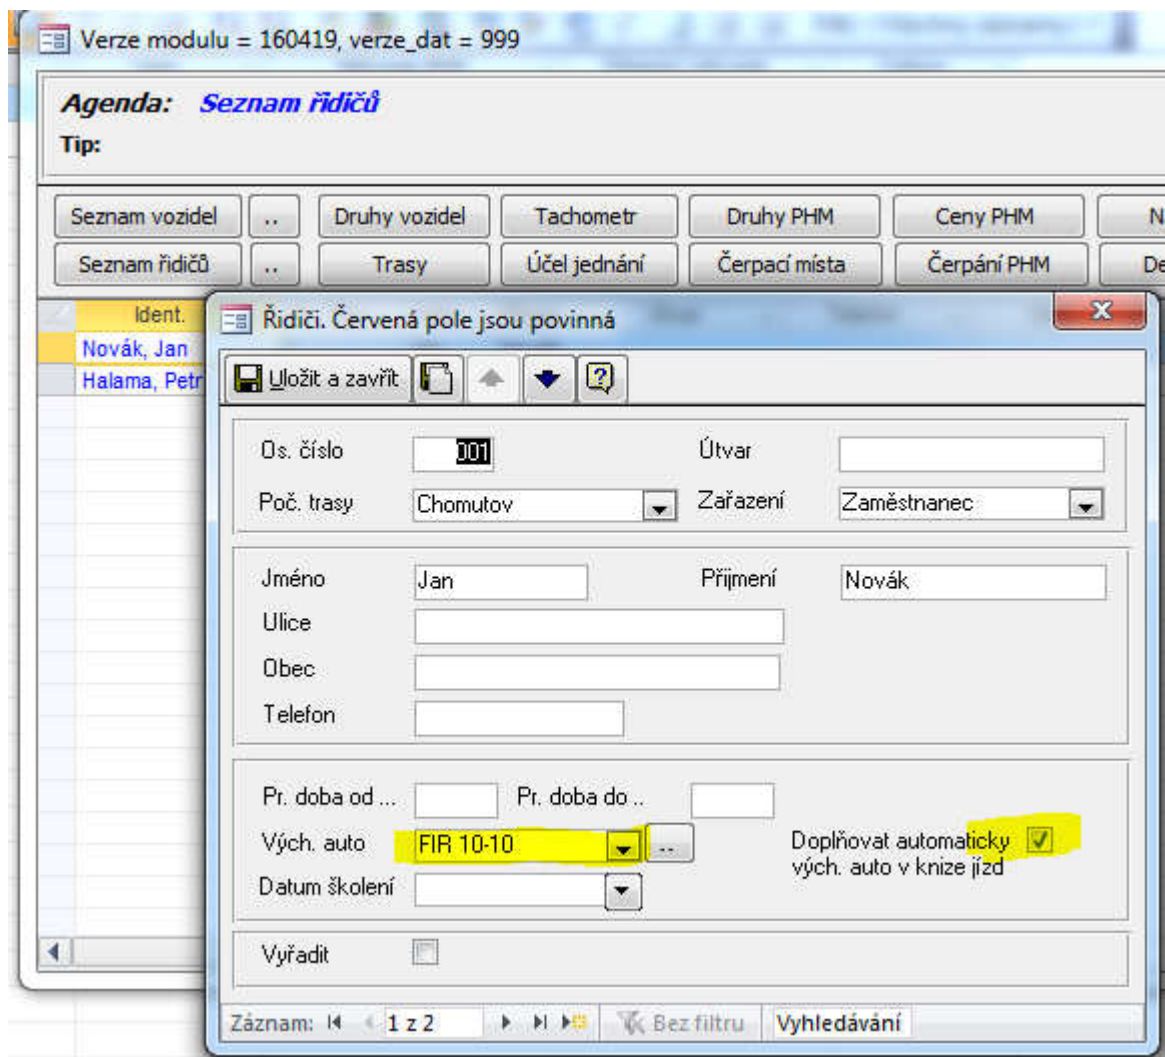 Verze modulu = 160419, verze_dat = 999
Agenda: Seznam řidičů
Tip:
Seznam vozidel .. Druhy vozidel Tachometr Druhy PHM Ceny PHM N
Seznam řidičů .. Trasy Účel jednání Čerpací místa Čerpání PHM De
Ident.
Novák, Jan
Halama, Petr
Řidiči. Červená pole jsou povinná
Uložit a zavřít
Os. číslo 001 Útvar
Poč. trasy Chomutov Zařazení Zaměstnanec
Jméno Jan Přijmení Novák
Ulice
Obec
Telefon
Pr. doba od ... Pr. doba do ..
Vých. auto FIR 10-10 .. Doplňovat automaticky
vých. auto v knize jízd
Datum školení
Vyřadit
Záznam: 1 z 2 Bez filtru Vyhledávání